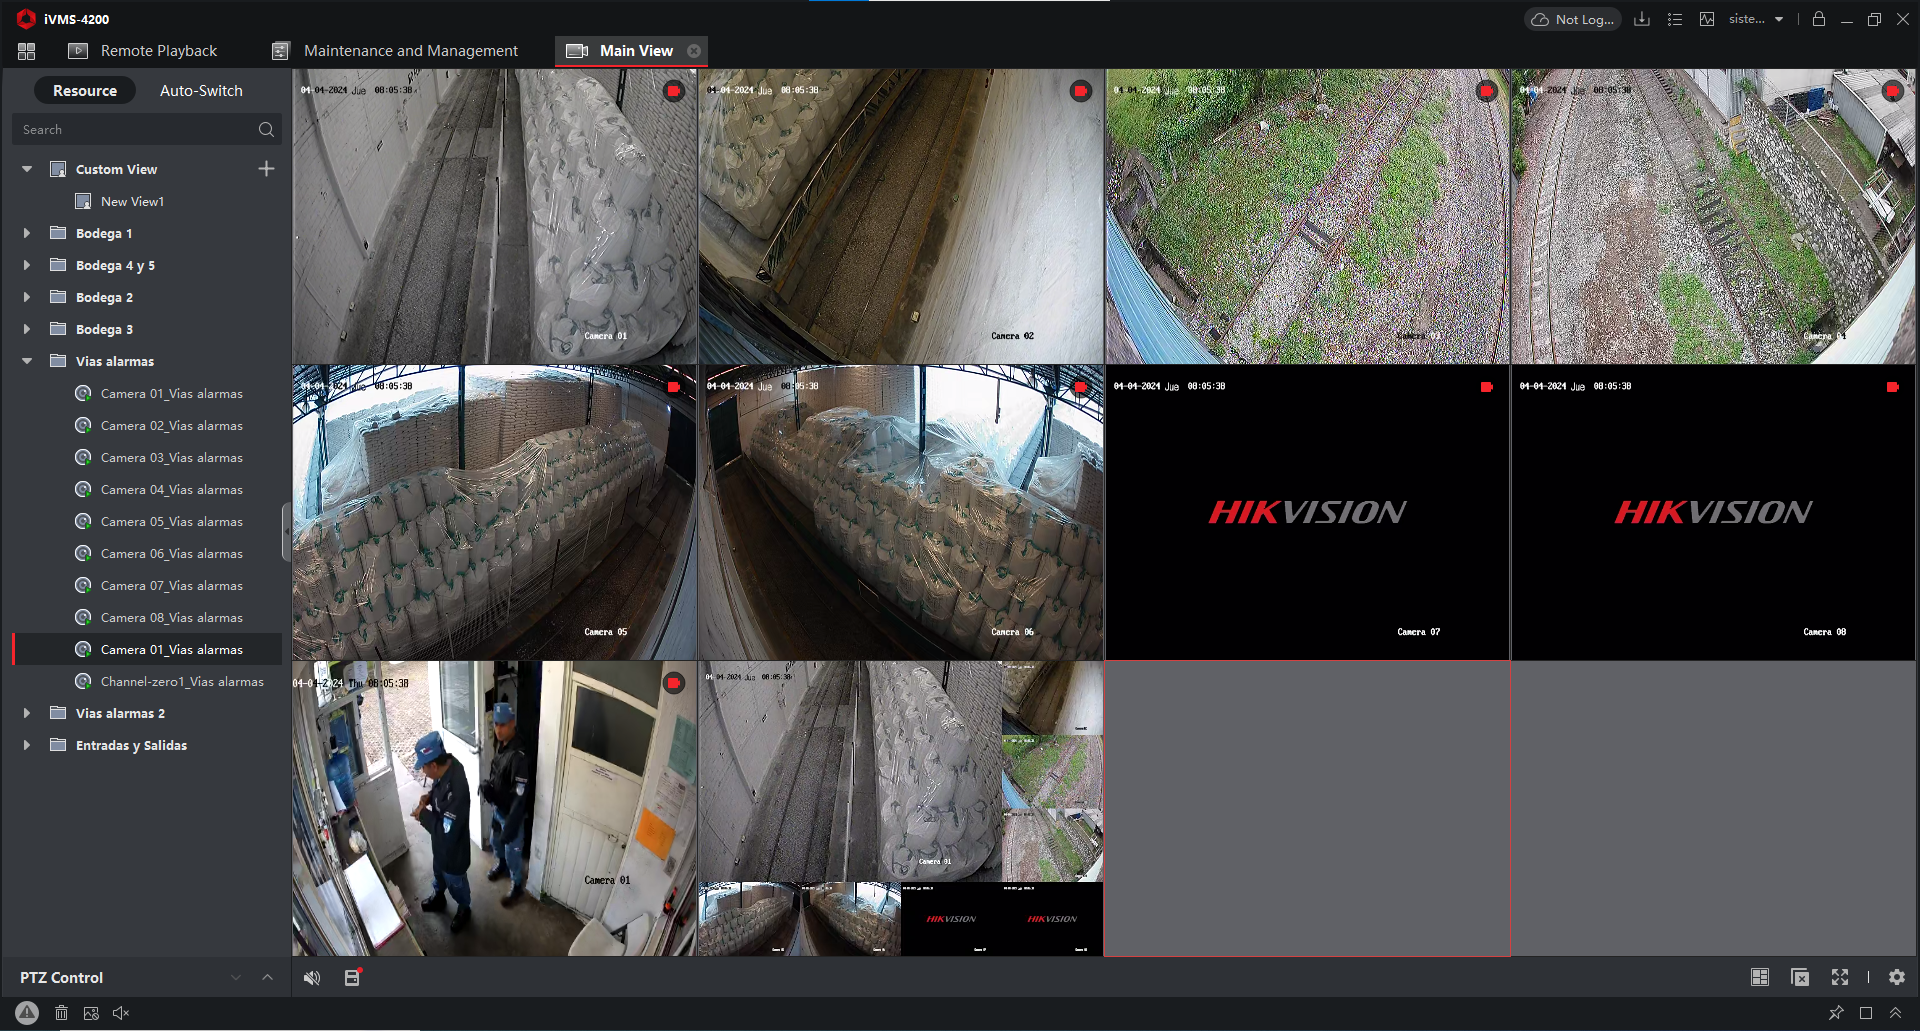 iVMS-4200
Not Log...
siste...
Remote Playback
Maintenance and Management
Main View
Resource
Auto-Switch
Search
Custom View
New View1
Bodega 1
Bodega 4 y 5
Bodega 2
Bodega 3
Vias alarmas
Camera 01_Vias alarmas
Camera 02_Vias alarmas
Camera 03_Vias alarmas
Camera 04_Vias alarmas
Camera 05_Vias alarmas
Camera 06_Vias alarmas
Camera 07_Vias alarmas
Camera 08_Vias alarmas
Camera 01_Vias alarmas
Channel-zero1_Vias alarmas
Vias alarmas 2
Entradas y Salidas
PTZ Control
04-04-2024 Jue 08:05:38
Camera 01
04-04-2024 Jue 08:05:38
Camera 02
04-04-2024 Jue 08:05:38
Camera 03
04-04-2024 Jue 08:05:38
Camera 04
04-04-2024 Jue 08:05:38
Camera 05
04-04-2024 Jue 08:05:38
Camera 06
04-04-2024 Jue 08:05:38
HIKVISION
Camera 07
04-04-2024 Jue 08:05:38
HIKVISION
Camera 08
04-04-2024 Thu 08:05:38
Camera 01
04-04-2024 Jue 08:05:38
Camera 01
HIKVISION
HIKVISION